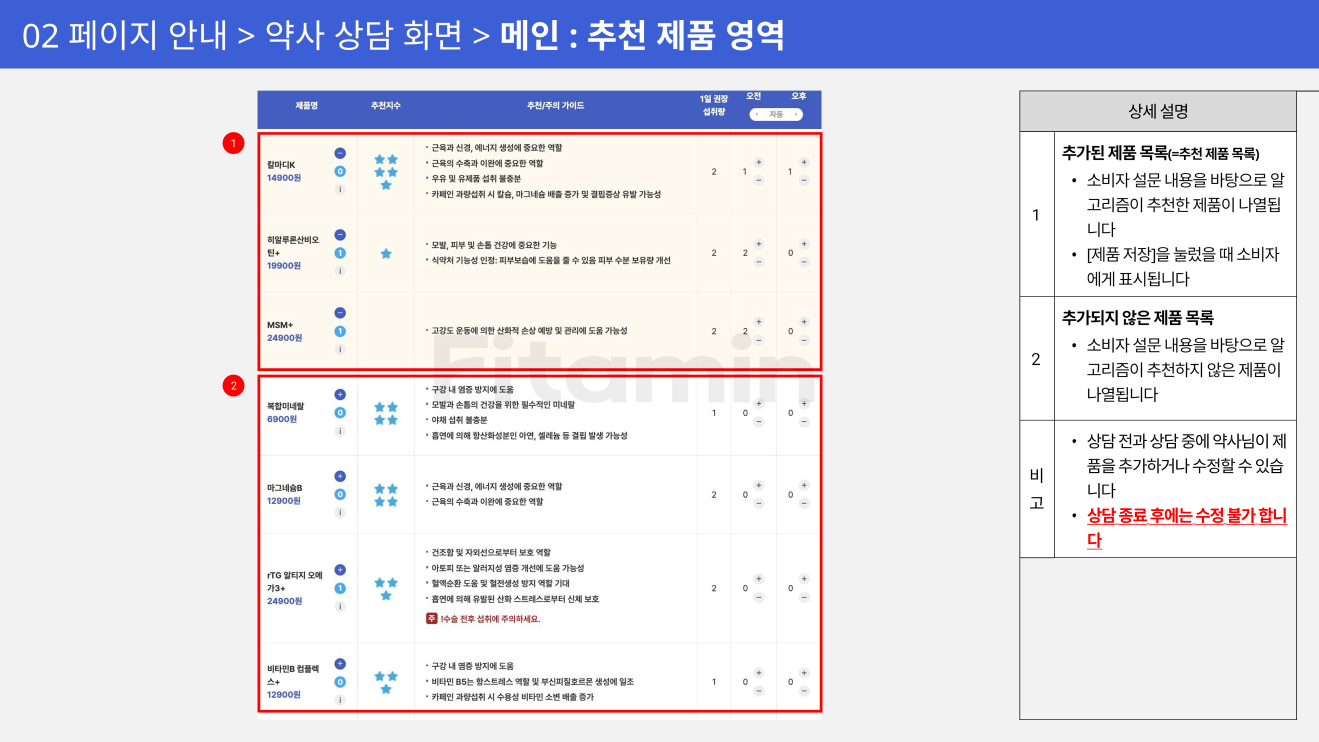 02 페이지 안내 > 약사 상담 화면 > 메인 : 추천 제품 영역
제품명 추천지수 추천/주의 가이드 1일 권장 섭취량 오전 오후
‹ 자동 ›
1
칼마디K
14900원
−
0
i
• 근육과 신경, 에너지 생성에 중요한 역할
• 근육의 수축과 이완에 중요한 역할
• 우유 및 유제품 섭취 불충분
• 카페인 과량섭취 시 칼슘, 마그네슘 배출 증가 및 결핍증상 유발 가능성
2 1 + − 1 + −
히알루론산비오
틴+
19900원
−
1
i
• 모발, 피부 및 손톱 건강에 중요한 기능
• 식약처 기능성 인정: 피부보습에 도움을 줄 수 있음 피부 수분 보유량 개선
2 2 + − 0 + −
MSM+
24900원
−
1
i
• 고강도 운동에 의한 산화적 손상 예방 및 관리에 도움 가능성
2 2 + − 0 + −
Fitamin
2
복합미네랄
6900원
+
0
i
• 구강 내 염증 방지에 도움
• 모발과 손톱의 건강을 위한 필수적인 미네랄
• 야채 섭취 불충분
• 흡연에 의해 항산화성분인 아연, 셀레늄 등 결핍 발생 가능성
1 0 + − 0 + −
마그네슘B
12900원
+
0
i
• 근육과 신경, 에너지 생성에 중요한 역할
• 근육의 수축과 이완에 중요한 역할
2 0 + − 0 + −
rTG 알티지 오메
가3+
24900원
+
1
i
• 건조함 및 자외선으로부터 보호 역할
• 아토피 또는 알러지성 염증 개선에 도움 가능성
• 혈액순환 도움 및 혈전생성 방지 역할 기대
• 흡연에 의해 유발된 산화 스트레스로부터 신체 보호
주 !수술 전후 섭취에 주의하세요.
2 0 + − 0 + −
비타민B 컴플렉
스+
12900원
+
0
i
• 구강 내 염증 방지에 도움
• 비타민 B5는 항스트레스 역할 및 부신피질호르몬 생성에 일조
• 카페인 과량섭취 시 수용성 비타민 소변 배출 증가
1 0 + − 0 + −
상세 설명
1
추가된 제품 목록(=추천 제품 목록)
• 소비자 설문 내용을 바탕으로 알
고리즘이 추천한 제품이 나열됩
니다
• [제품 저장]을 눌렀을 때 소비자
에게 표시됩니다
2
추가되지 않은 제품 목록
• 소비자 설문 내용을 바탕으로 알
고리즘이 추천하지 않은 제품이
나열됩니다
비
고
• 상담 전과 상담 중에 약사님이 제
품을 추가하거나 수정할 수 있습
니다
• 상담 종료 후에는 수정 불가 합니
다